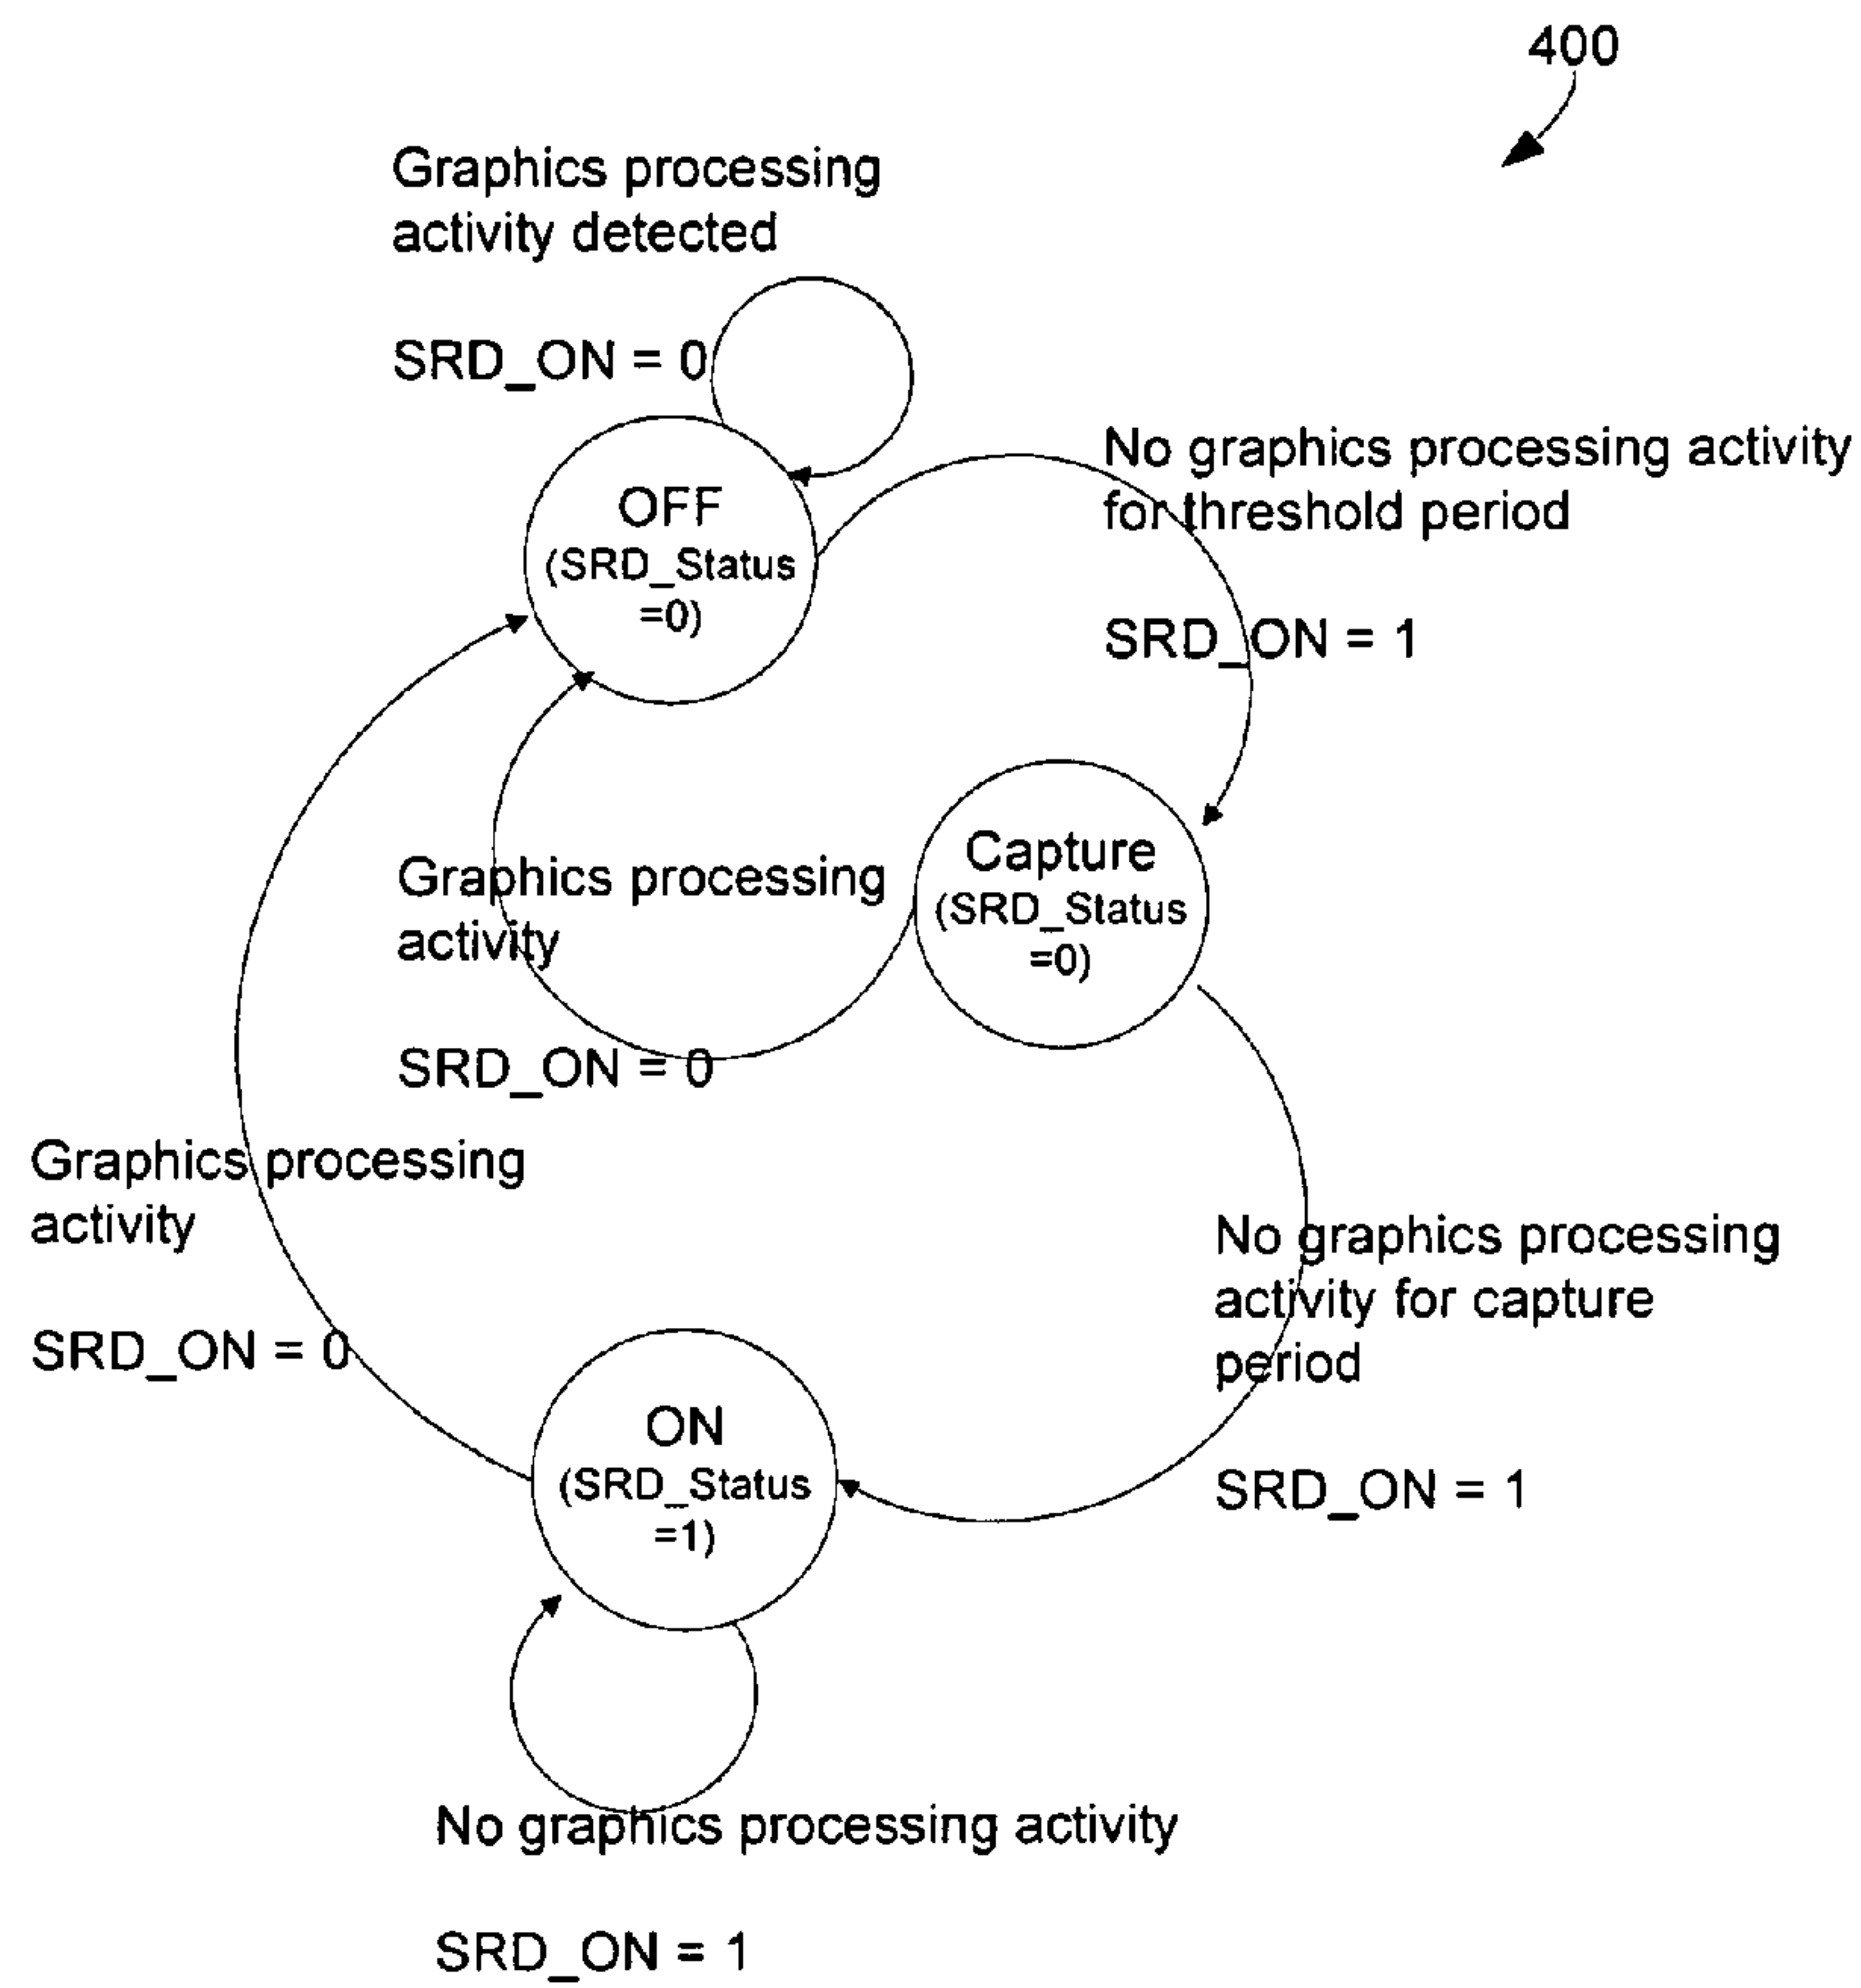 400
Graphics processing
activity detected
SRD_ON = 0
No graphics processing activity
for threshold period
SRD_ON = 1
OFF
(SRD_Status
=0)
Capture
(SRD_Status
=0)
Graphics processing
activity
SRD_ON = 0
Graphics processing
activity
SRD_ON = 0
No graphics processing
activity for capture
period
SRD_ON = 1
ON
(SRD_Status
=1)
No graphics processing activity
SRD_ON = 1